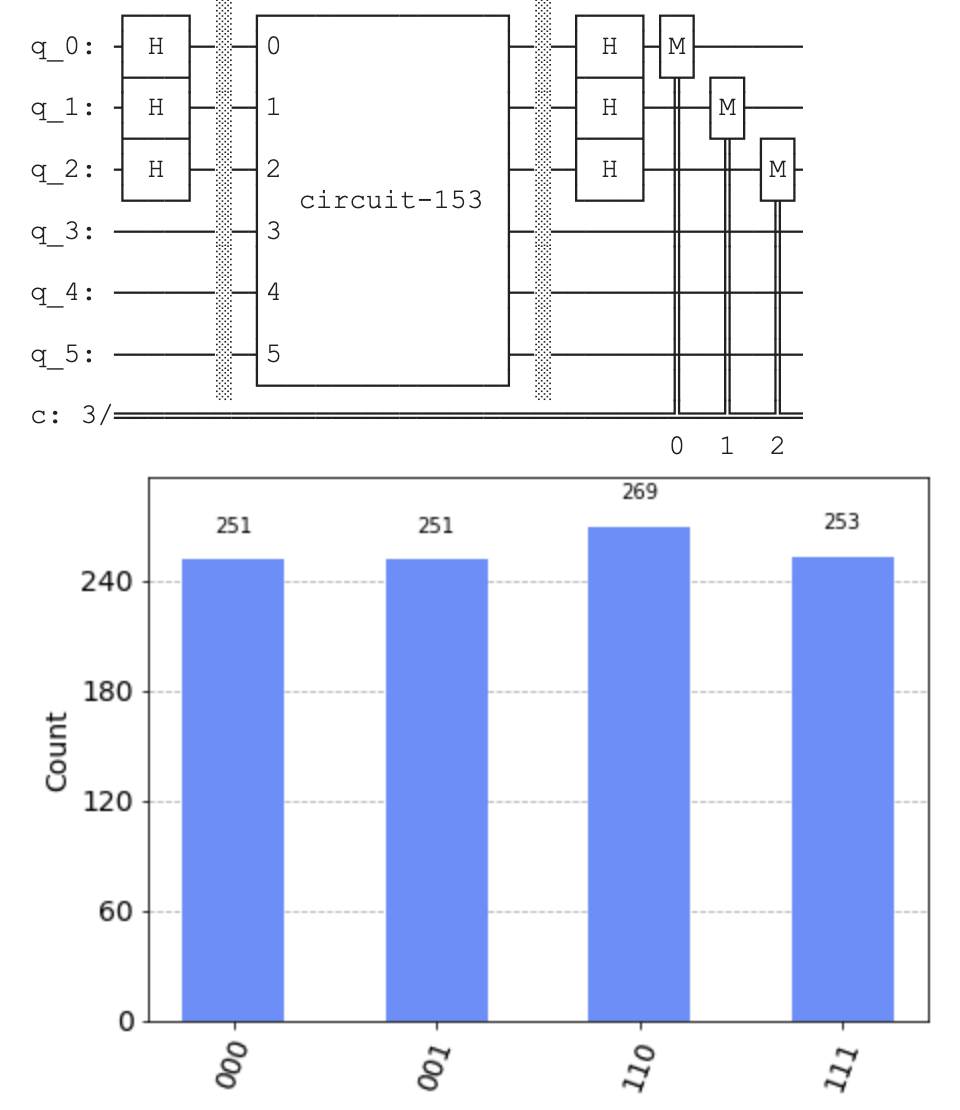 q_0: H 0 H M
q_1: H 1 H M
q_2: H 2 H M
circuit-153
q_3: 3
q_4: 4
q_5: 5
c: 3/
0 1 2
269
251 251 253
240
180
Count
120
60
0
000 001 110 111